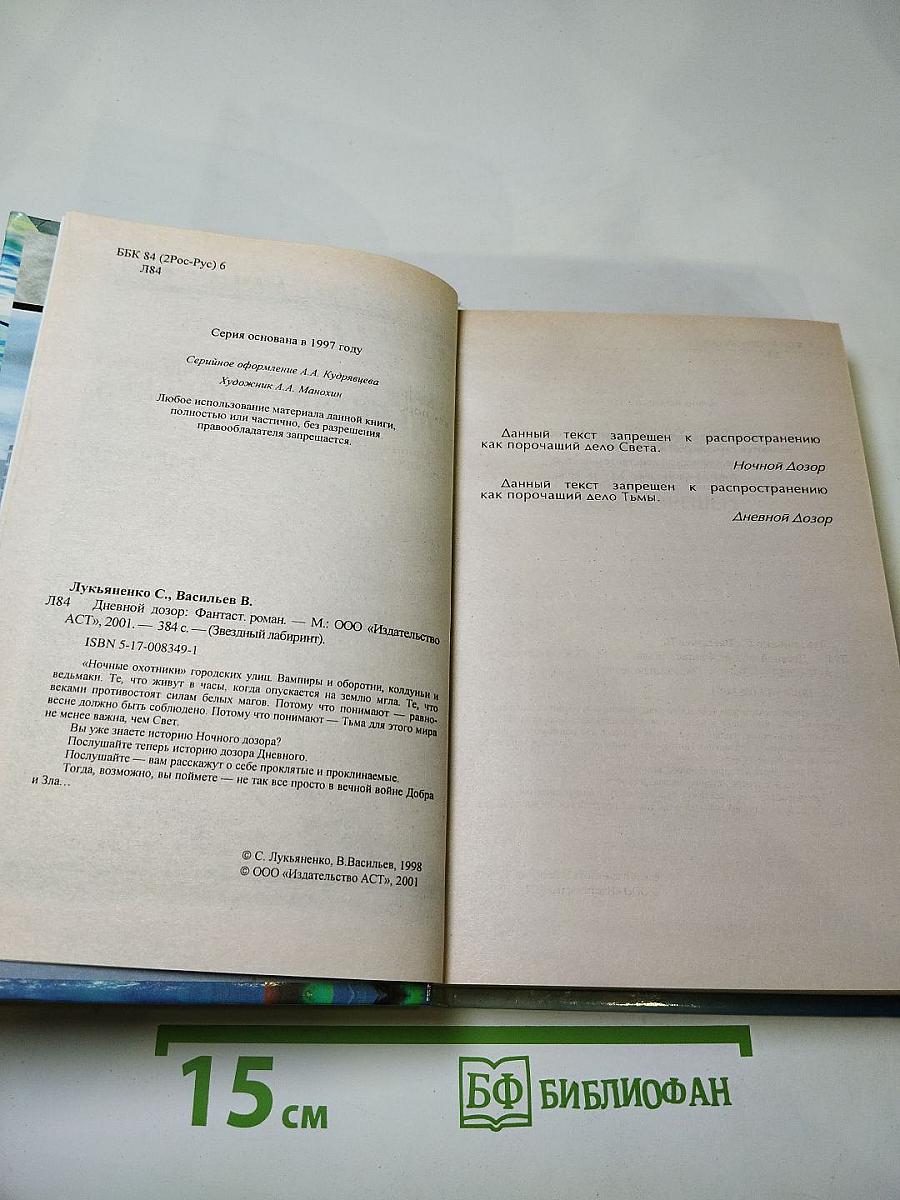 ББК 84 (2Рос-Рус) 6
Л84
Серия основана в 1997 году
Серийное оформление А.А. Кудрявцева
Художник А.А. Манохин
Любое использование материала данной книги,
полностью или частично, без разрешения
правообладателя запрещается.
Лукьяненко С., Васильев В.
Л84 Дневной дозор: Фантаст. роман. — М.: ООО «Издательство
АСТ», 2001. — 384 с. — (Звездный лабиринт).
ISBN 5-17-008349-1
«Ночные охотники» городских улиц. Вампиры и оборотни, колдуны и
ведьмаки. Те, что живут в часы, когда опускается на землю мгла. Те, что
веками противостоят силам белых магов. Потому что понимают — равно-
весие должно быть соблюдено. Потому что понимают — Тьма для этого мира
не менее важна, чем Свет.
Вы уже знаете историю Ночного дозора?
Послушайте теперь историю дозора Дневного.
Послушайте — вам расскажут о себе проклятые и проклинаемые.
Тогда, возможно, вы поймете — не так все просто в вечной войне Добра
и Зла...
© С. Лукьяненко, В.Васильев, 1998
© ООО «Издательство АСТ», 2001
Данный текст запрещен к распространению
как порочащий дело Света.
Ночной Дозор
Данный текст запрещен к распространению
как порочащий дело Тьмы.
Дневной Дозор
15 см
БФ БИБЛИОФАН